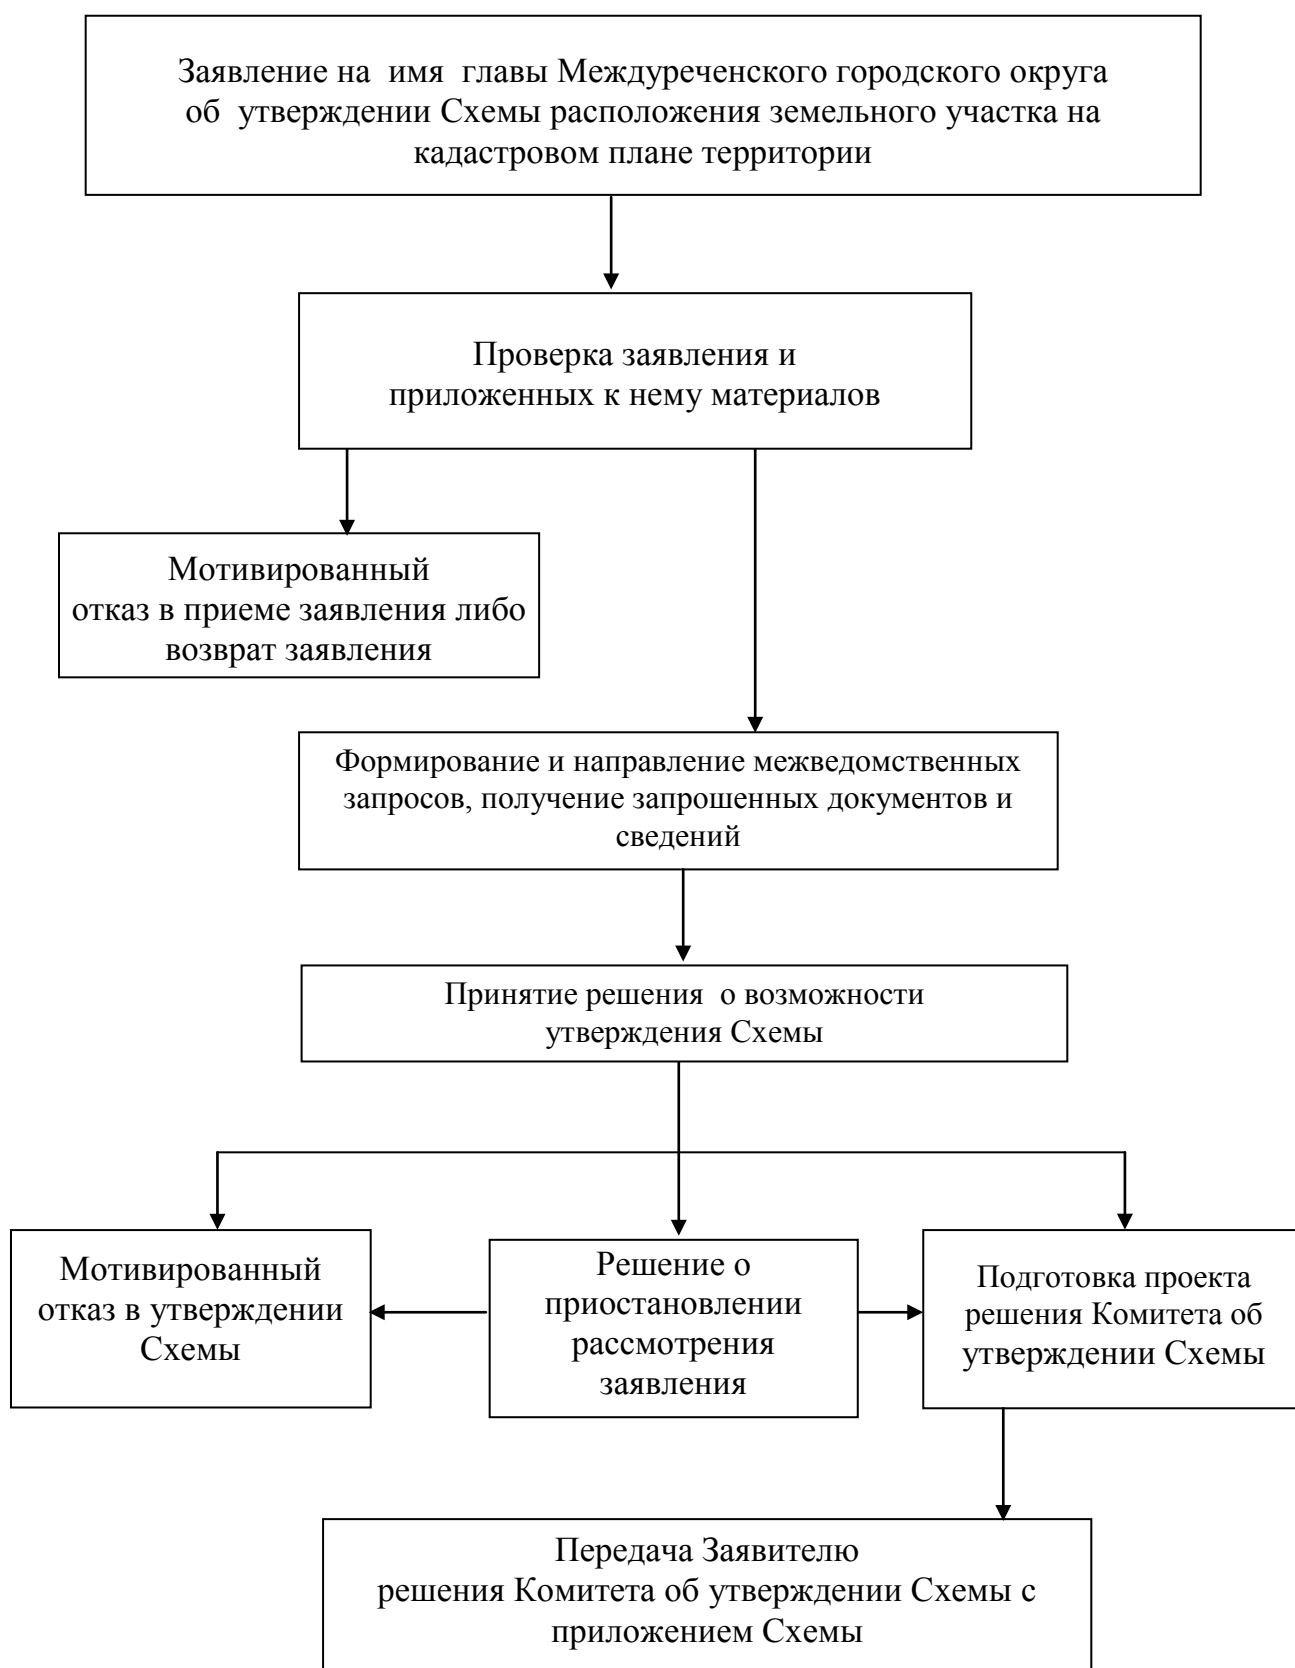 Заявление на имя главы Междуреченского городского округа
об утверждении Схемы расположения земельного участка на
кадастровом плане территории
Проверка заявления и
приложенных к нему материалов
Мотивированный
отказ в приеме заявления либо
возврат заявления
Формирование и направление межведомственных
запросов, получение запрошенных документов и
сведений
Принятие решения о возможности
утверждения Схемы
Мотивированный
отказ в утверждении
Схемы
Решение о
приостановлении
рассмотрения
заявления
Подготовка проекта
решения Комитета об
утверждении Схемы
Передача Заявителю
решения Комитета об утверждении Схемы с
приложением Схемы